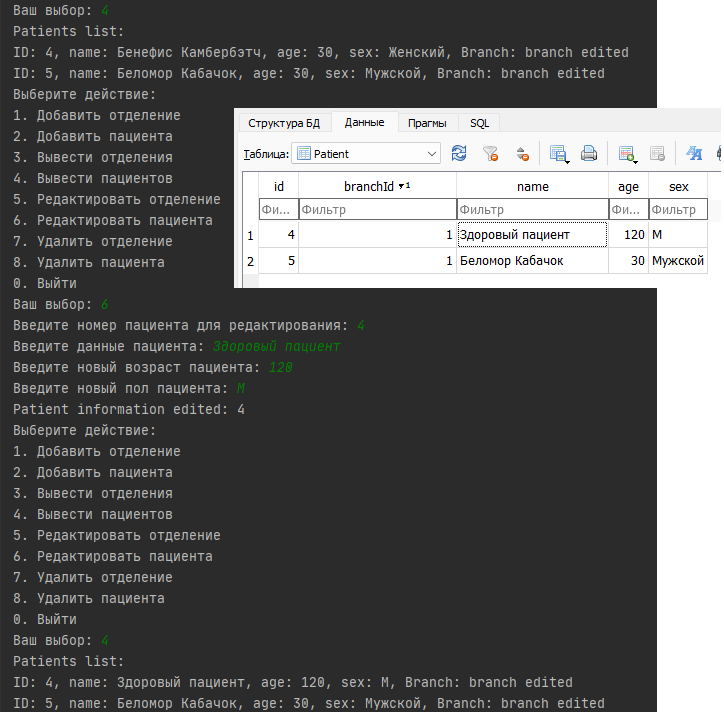 Ваш выбор: 4
Patients list:
ID: 4, name: Бенефис Камбербэтч, age: 30, sex: Женский, Branch: branch edited
ID: 5, name: Беломор Кабачок, age: 30, sex: Мужской, Branch: branch edited
Выберите действие:
1. Добавить отделение
2. Добавить пациента
3. Вывести отделения
4. Вывести пациентов
5. Редактировать отделение
6. Редактировать пациента
7. Удалить отделение
8. Удалить пациента
0. Выйти
Структура БД Данные Прагмы SQL
Таблица: Patient
id branchId name age sex
Фи... Фильтр Фильтр Фи... Фильтр
1 4 1 Здоровый пациент 120 М
2 5 1 Беломор Кабачок 30 Мужской
Ваш выбор: 6
Введите номер пациента для редактирования: 4
Введите данные пациента: Здоровый пациент
Введите новый возраст пациента: 120
Введите новый пол пациента: М
Patient information edited: 4
Выберите действие:
1. Добавить отделение
2. Добавить пациента
3. Вывести отделения
4. Вывести пациентов
5. Редактировать отделение
6. Редактировать пациента
7. Удалить отделение
8. Удалить пациента
0. Выйти
Ваш выбор: 4
Patients list:
ID: 4, name: Здоровый пациент, age: 120, sex: М, Branch: branch edited
ID: 5, name: Беломор Кабачок, age: 30, sex: Мужской, Branch: branch edited